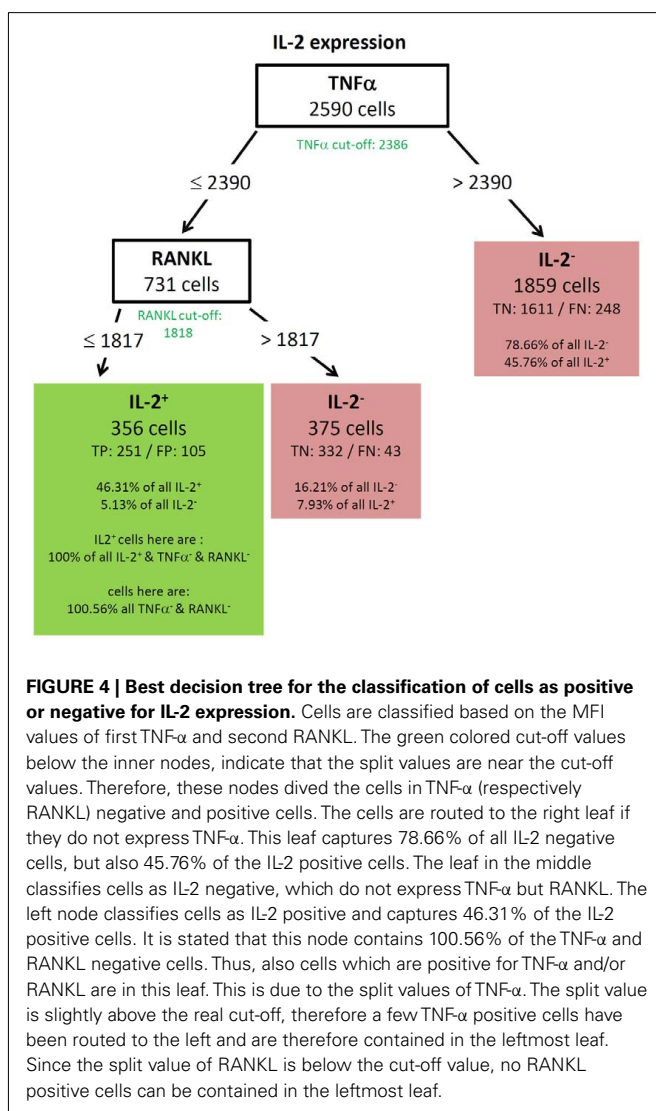 IL-2 expression
TNFα
2590 cells
TNFα cut-off: 2386
≤ 2390
> 2390
RANKL
731 cells
RANKL cut-off:
1818
≤ 1817
> 1817
IL-2⁻
1859 cells
TN: 1611 / FN: 248
78.66% of all IL-2⁻
45.76% of all IL-2⁺
IL-2⁺
356 cells
TP: 251 / FP: 105
46.31% of all IL-2⁺
5.13% of all IL-2⁻
IL2⁺ cells here are :
100% of all IL-2⁺ & TNFα⁻ & RANKL⁻
cells here are:
100.56% all TNFα⁻ & RANKL⁻
IL-2⁻
375 cells
TN: 332 / FN: 43
16.21% of all IL-2⁻
7.93% of all IL-2⁺
FIGURE 4 | Best decision tree for the classification of cells as positive
or negative for IL-2 expression. Cells are classified based on the MFI
values of first TNF-α and second RANKL. The green colored cut-off values
below the inner nodes, indicate that the split values are near the cut-off
values. Therefore, these nodes dived the cells in TNF-α (respectively
RANKL) negative and positive cells. The cells are routed to the right leaf if
they do not express TNF-α. This leaf captures 78.66% of all IL-2 negative
cells, but also 45.76% of the IL-2 positive cells. The leaf in the middle
classifies cells as IL-2 negative, which do not express TNF-α but RANKL. The
left node classifies cells as IL-2 positive and captures 46.31% of the IL-2
positive cells. It is stated that this node contains 100.56% of the TNF-α and
RANKL negative cells. Thus, also cells which are positive for TNF-α and/or
RANKL are in this leaf. This is due to the split values of TNF-α. The split value
is slightly above the real cut-off, therefore a few TNF-α positive cells have
been routed to the left and are therefore contained in the leftmost leaf.
Since the split value of RANKL is below the cut-off value, no RANKL
positive cells can be contained in the leftmost leaf.